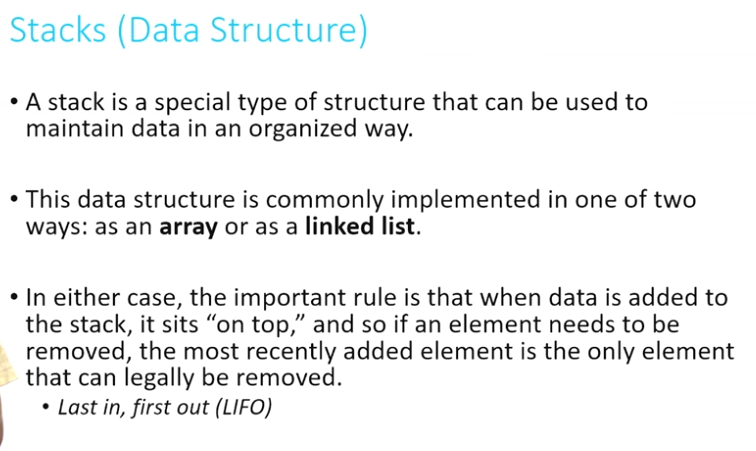 Stacks (Data Structure)
• A stack is a special type of structure that can be used to
maintain data in an organized way.
• This data structure is commonly implemented in one of two
ways: as an array or as a linked list.
• In either case, the important rule is that when data is added to
the stack, it sits “on top,” and so if an element needs to be
removed, the most recently added element is the only element
that can legally be removed.
• Last in, first out (LIFO)